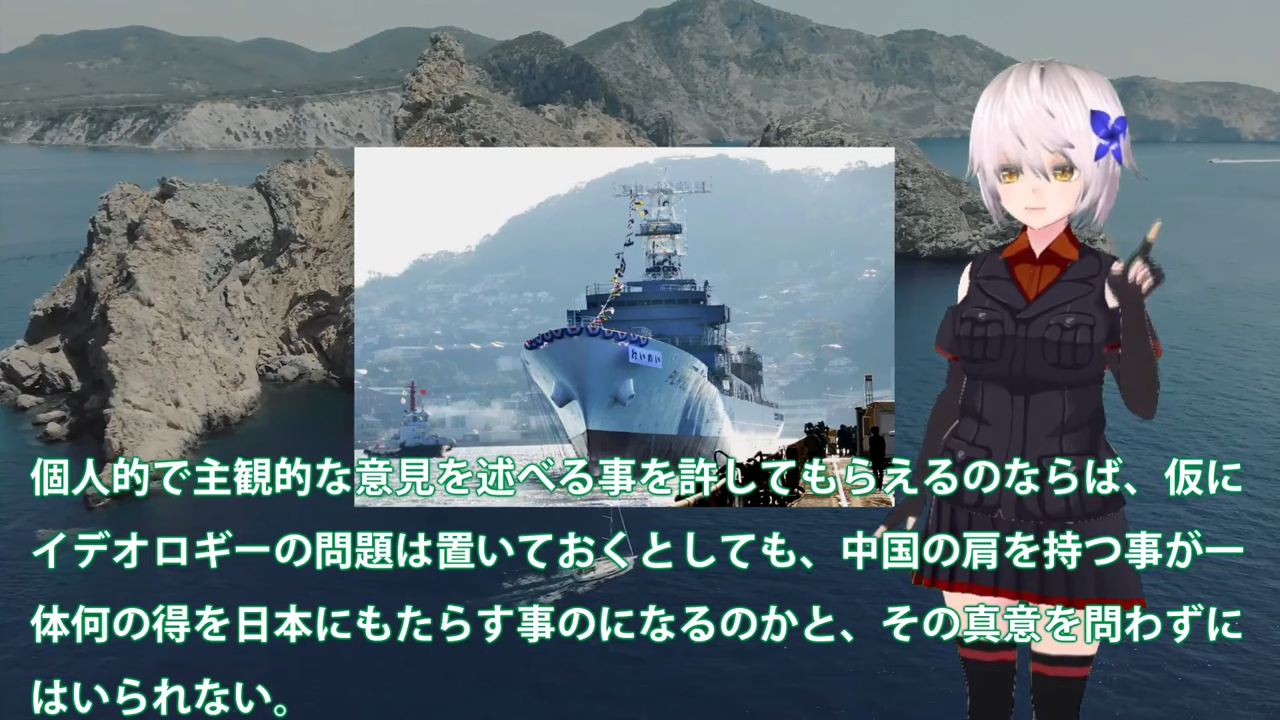 れいめい
個人的で主観的な意見を述べる事を許してもらえるのならば、仮に
イデオロギーの問題は置いておくとしても、中国の肩を持つ事が一
体何の得を日本にもたらす事のになるのかと、その真意を問わずに
はいられない。